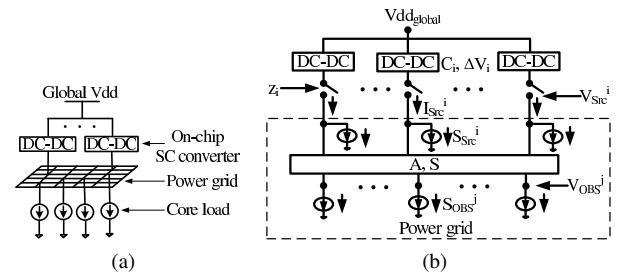 Global Vdd
DC-DC DC-DC
On-chip
SC converter
Power grid
Core load
(a)
Vdd_global
DC-DC DC-DC DC-DC
C_i, ΔV_i
z_i
I_Src^i
V_Src^i
S_Src^i
A, S
V_OBS^j
S_OBS^j
Power grid
(b)